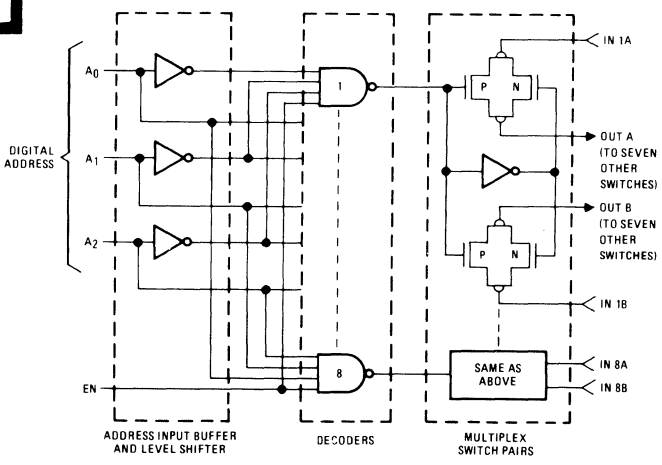 DIGITAL
ADDRESS
A0
A1
A2
EN
1
8
P N
P N
IN 1A
OUT A
(TO SEVEN
OTHER
SWITCHES)
OUT B
(TO SEVEN
OTHER
SWITCHES)
IN 1B
SAME AS
ABOVE
IN 8A
IN 8B
ADDRESS INPUT BUFFER
AND LEVEL SHIFTER
DECODERS
MULTIPLEX
SWITCH PAIRS